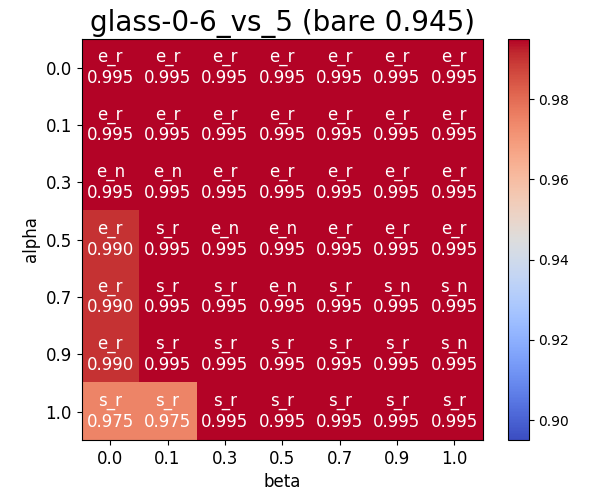 glass-0-6_vs_5 (bare 0.945)
0.0 e_r e_r e_r e_r e_r e_r e_r
0.995 0.995 0.995 0.995 0.995 0.995 0.995
0.1 e_r e_r e_r e_r e_r e_r e_r
0.995 0.995 0.995 0.995 0.995 0.995 0.995
0.3 e_n e_n e_r e_r e_r e_r e_r
0.995 0.995 0.995 0.995 0.995 0.995 0.995
0.5 e_r s_r e_n e_n e_r e_r e_r
0.990 0.995 0.995 0.995 0.995 0.995 0.995
0.7 e_r s_r s_r e_n s_r s_n s_n
0.990 0.995 0.995 0.995 0.995 0.995 0.995
0.9 e_r s_r s_r s_r s_r s_r s_n
0.990 0.995 0.995 0.995 0.995 0.995 0.995
1.0 s_r s_r s_r s_r s_r s_r s_r
0.975 0.975 0.995 0.995 0.995 0.995 0.995
0.0 0.1 0.3 0.5 0.7 0.9 1.0
beta
alpha
0.98
0.96
0.94
0.92
0.90